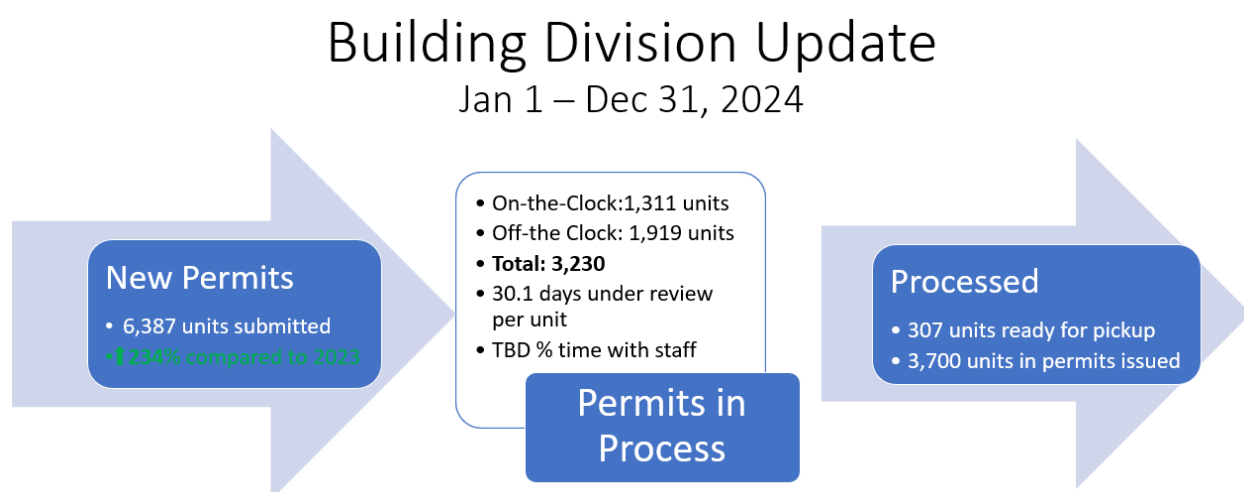 Building Division Update
Jan 1 – Dec 31, 2024
New Permits
• 6,387 units submitted
•⬆234% compared to 2023
• On-the-Clock:1,311 units
• Off-the Clock: 1,919 units
• Total: 3,230
• 30.1 days under review
per unit
• TBD % time with staff
Permits in
Process
Processed
• 307 units ready for pickup
• 3,700 units in permits issued